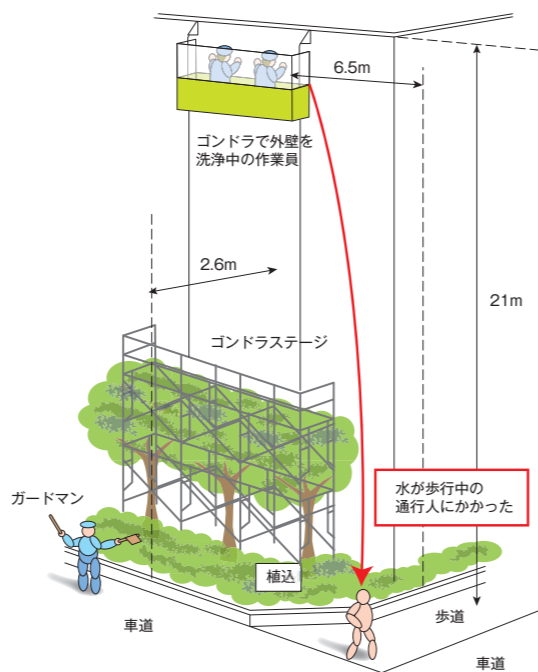 6.5m
ゴンドラで外壁を
洗浄中の作業員
2.6m
21m
ゴンドラステージ
水が歩行中の
通行人にかかった
ガードマン
植込
歩道
車道
車道